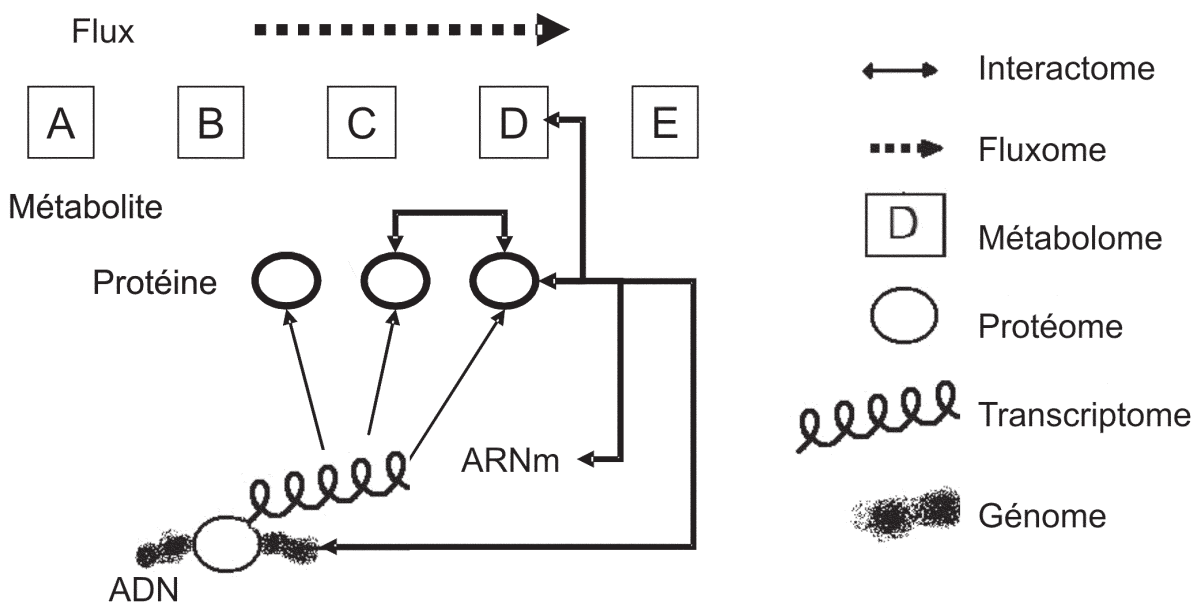 Flux
A B C D E
Métabolite
Protéine
ARNm
ADN
Interactome
Fluxome
D Métabolome
Protéome
Transcriptome
Génome